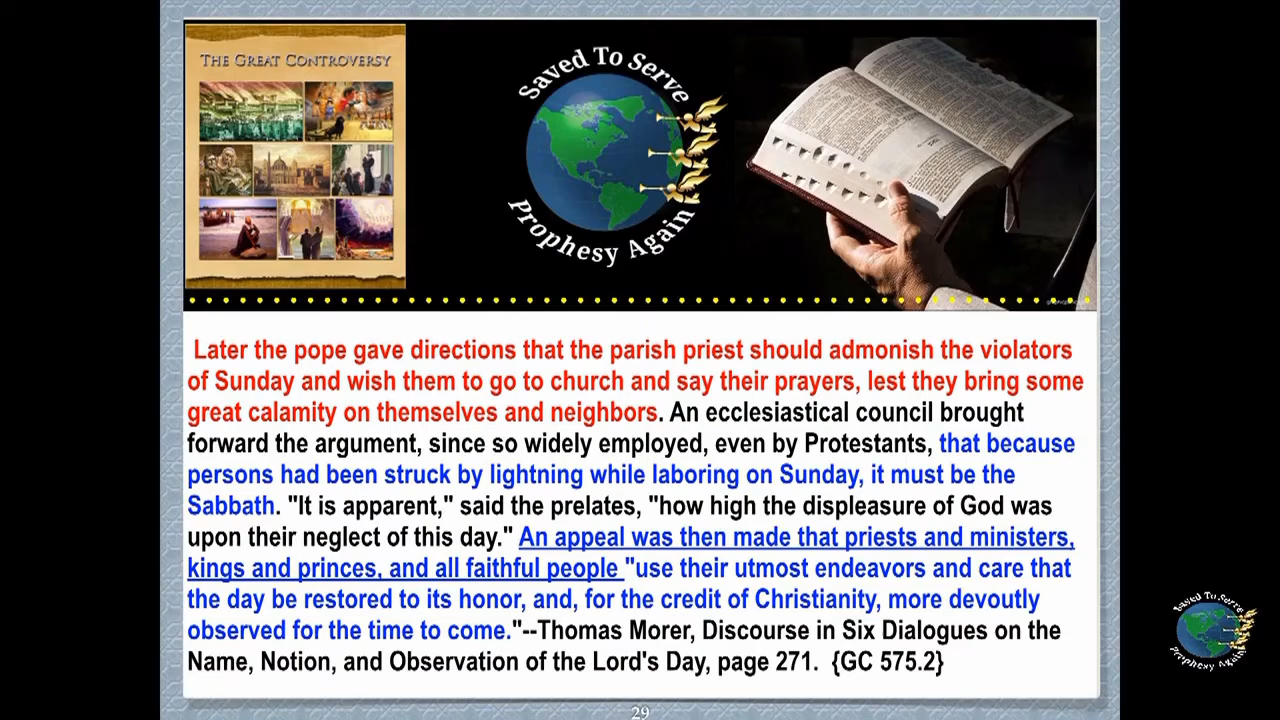 THE GREAT CONTROVERSY
Saved To Serve
Prophesy Again
Later the pope gave directions that the parish priest should admonish the violators
of Sunday and wish them to go to church and say their prayers, lest they bring some
great calamity on themselves and neighbors. An ecclesiastical council brought
forward the argument, since so widely employed, even by Protestants, that because
persons had been struck by lightning while laboring on Sunday, it must be the
Sabbath. "It is apparent," said the prelates, "how high the displeasure of God was
upon their neglect of this day." An appeal was then made that priests and ministers,
kings and princes, and all faithful people "use their utmost endeavors and care that
the day be restored to its honor, and, for the credit of Christianity, more devoutly
observed for the time to come."--Thomas Morer, Discourse in Six Dialogues on the
Name, Notion, and Observation of the Lord's Day, page 271. {GC 575.2}
Saved To Serve
Prophesy Again
29